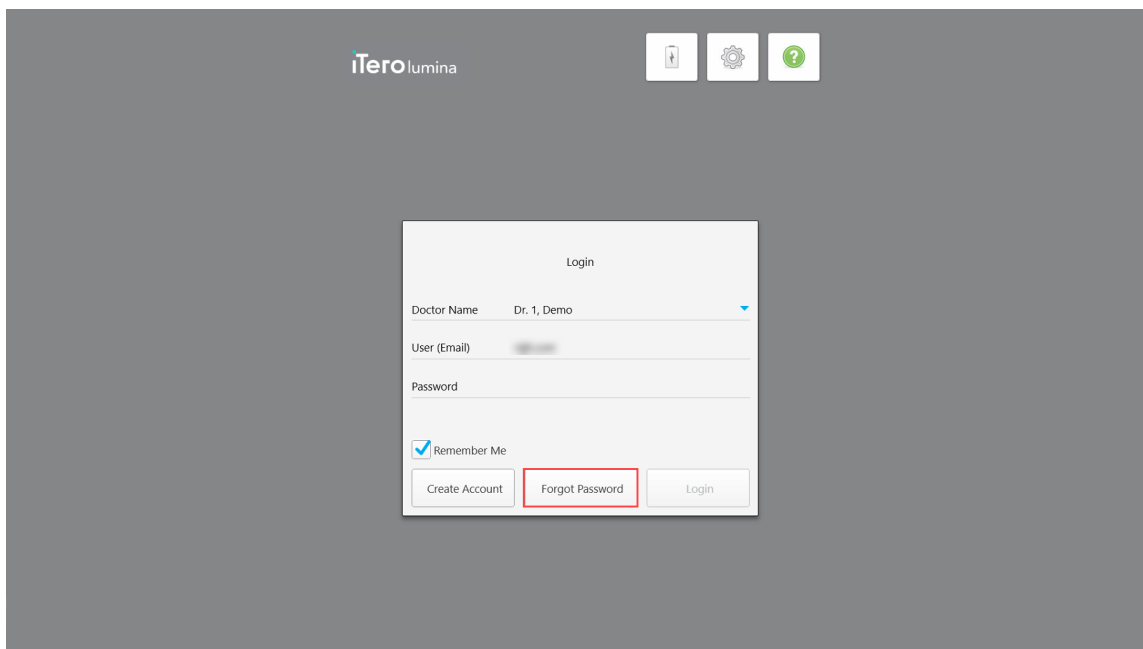 iTero lumina
?
Login
Doctor Name Dr. 1, Demo
User (Email)
Password
Remember Me
Create Account Forgot Password Login